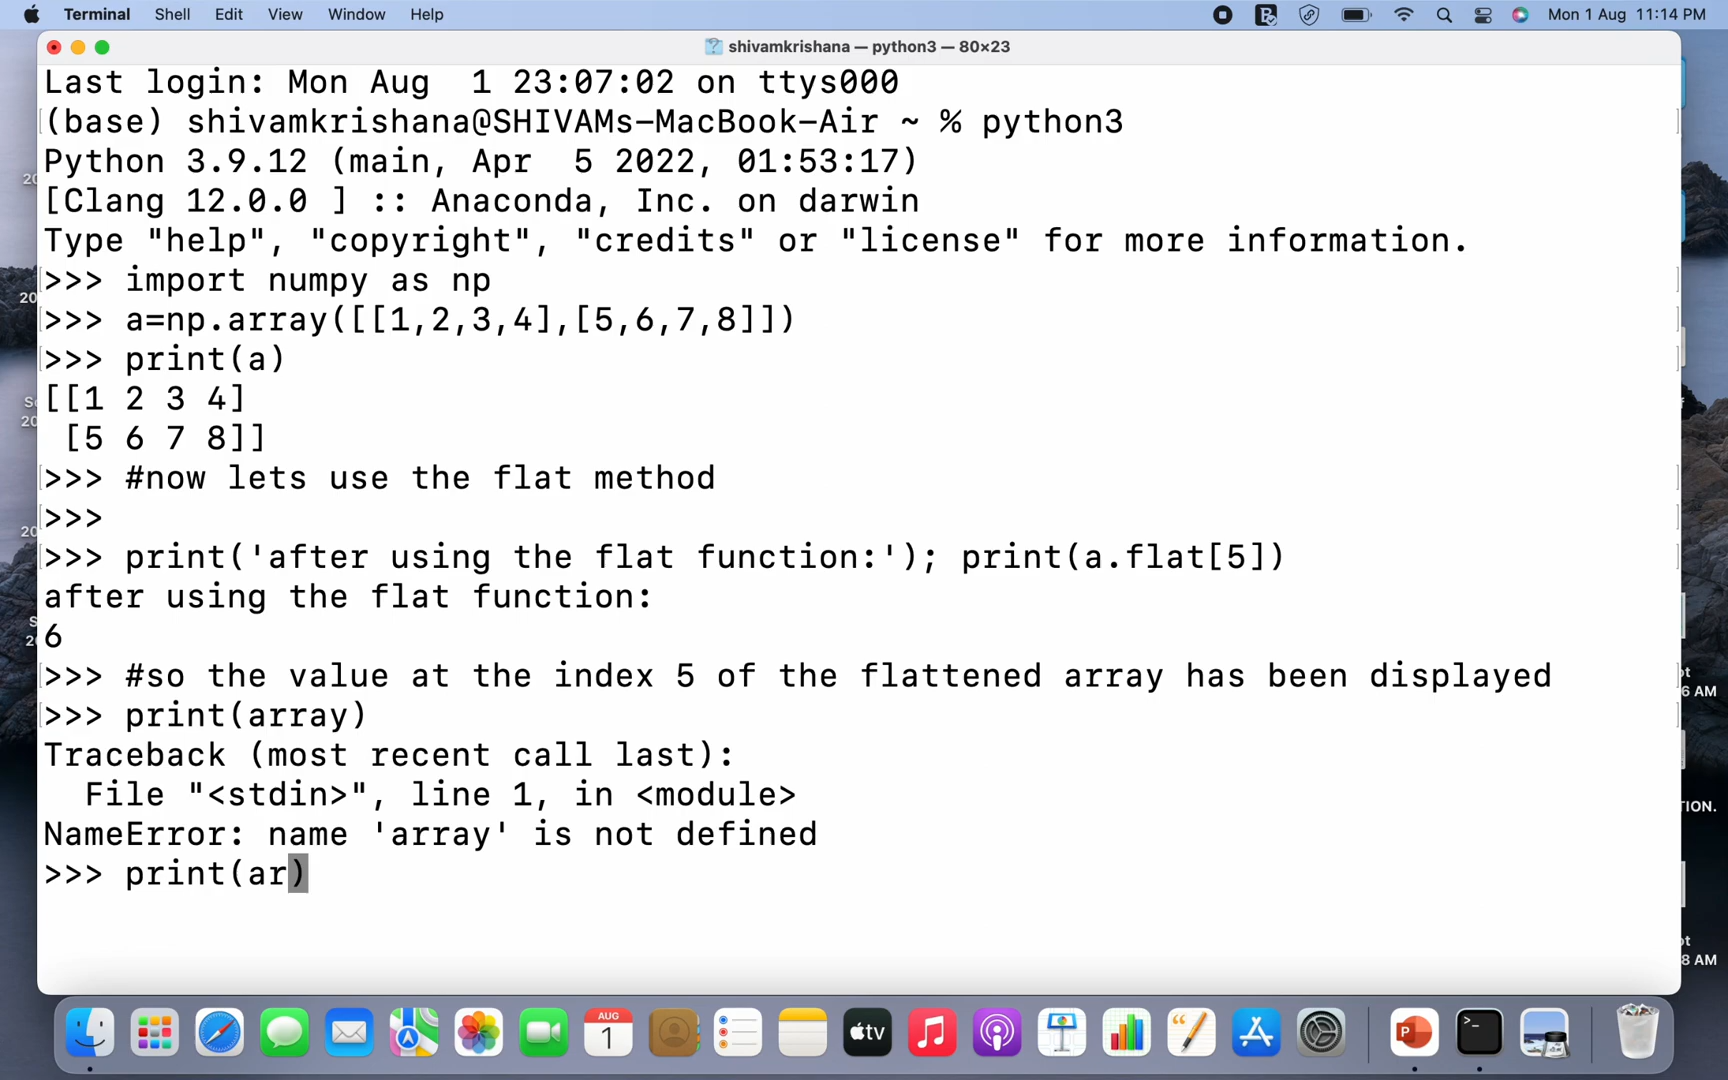 Terminal Shell Edit View Window Help Mon 1 Aug 11:14 PM
shivamkrishana — python3 — 80×23
Last login: Mon Aug  1 23:07:02 on ttys000
(base) shivamkrishana@SHIVAMs-MacBook-Air ~ % python3
Python 3.9.12 (main, Apr  5 2022, 01:53:17)
[Clang 12.0.0 ] :: Anaconda, Inc. on darwin
Type "help", "copyright", "credits" or "license" for more information.
>>> import numpy as np
>>> a=np.array([[1,2,3,4],[5,6,7,8]])
>>> print(a)
[[1 2 3 4]
 [5 6 7 8]]
>>> #now lets use the flat method
>>>
>>> print('after using the flat function:'); print(a.flat[5])
after using the flat function:
6
>>> #so the value at the index 5 of the flattened array has been displayed
>>> print(array)
Traceback (most recent call last):
  File "<stdin>", line 1, in <module>
NameError: name 'array' is not defined
>>> print(ar)
AUG
1
tv
P
>_